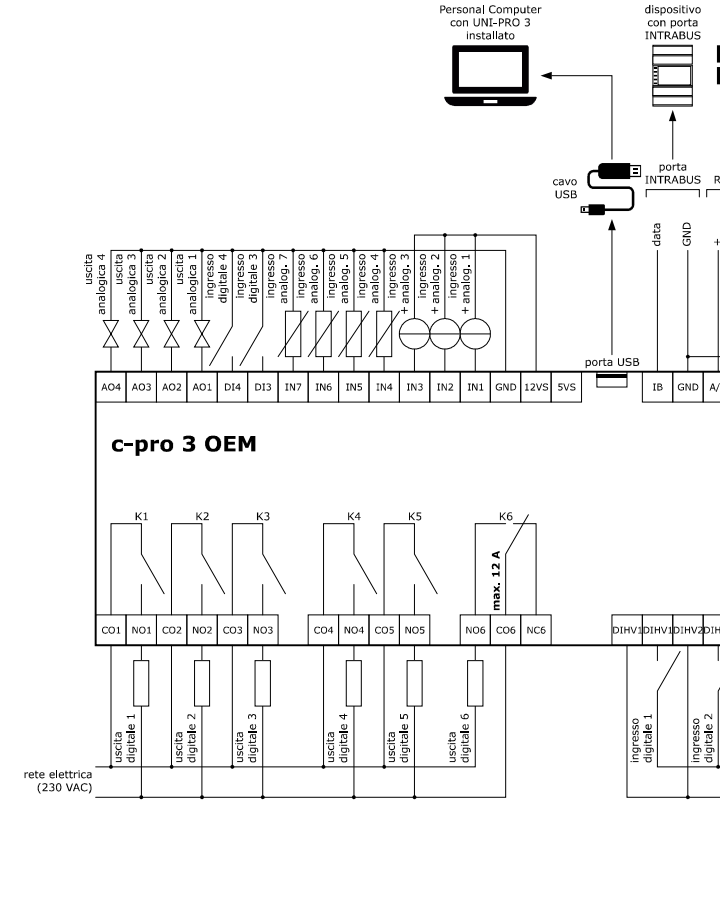 Personal Computer
con UNI-PRO 3
installato
dispositivo
con porta
INTRABUS
cavo
USB
porta
INTRABUS
R
data
GND
+
uscita
analogica 4
uscita
analogica 3
uscita
analogica 2
uscita
analogica 1
ingresso
digitale 4
ingresso
digitale 3
ingresso
analog. 7
ingresso
analog. 6
ingresso
analog. 5
ingresso
analog. 4
ingresso
+ analog. 3
ingresso
+ analog. 2
ingresso
+ analog. 1
porta USB
AO4 AO3 AO2 AO1 DI4 DI3 IN7 IN6 IN5 IN4 IN3 IN2 IN1 GND 12VS 5VS IB GND A/
c-pro 3 OEM
K1 K2 K3 K4 K5 K6
max. 12 A
CO1 NO1 CO2 NO2 CO3 NO3 CO4 NO4 CO5 NO5 NO6 CO6 NC6 DIHV1 DIHV1 DIHV2 DIH
uscita
digitale 1
uscita
digitale 2
uscita
digitale 3
uscita
digitale 4
uscita
digitale 5
uscita
digitale 6
ingresso
digitale 1
ingresso
digitale 2
rete elettrica
(230 VAC)